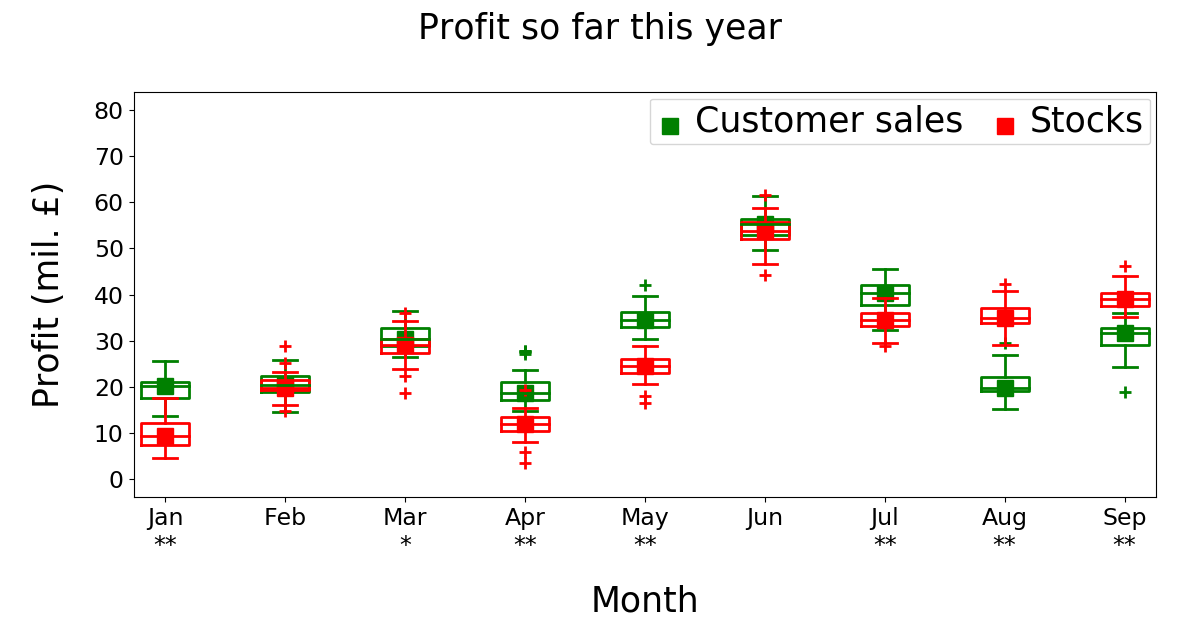 Profit so far this year
Customer sales Stocks
Profit (mil. £)
80
70
60
50
40
30
20
10
0
Jan Feb Mar Apr May Jun Jul Aug Sep
** * ** ** ** ** **
Month